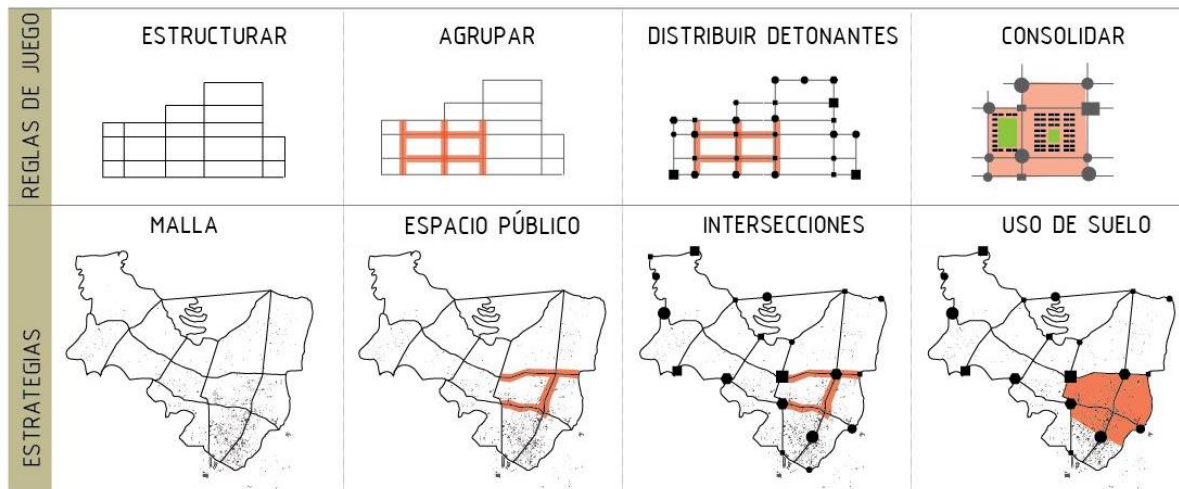 REGLAS DE JUEGO
ESTRUCTURAR
AGRUPAR
DISTRIBUIR DETONANTES
CONSOLIDAR
ESTRATEGIAS
MALLA
ESPACIO PÚBLICO
INTERSECCIONES
USO DE SUELO